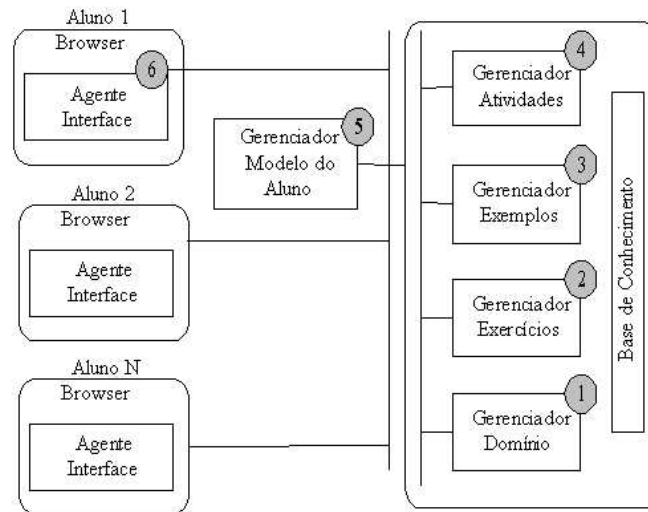 Aluno 1
Browser
6
Agente
Interface
Aluno 2
Browser
Agente
Interface
Aluno N
Browser
Agente
Interface
5
Gerenciador
Modelo do
Aluno
4
Gerenciador
Atividades
3
Gerenciador
Exemplos
2
Gerenciador
Exercícios
1
Gerenciador
Domínio
Base de Conhecimento